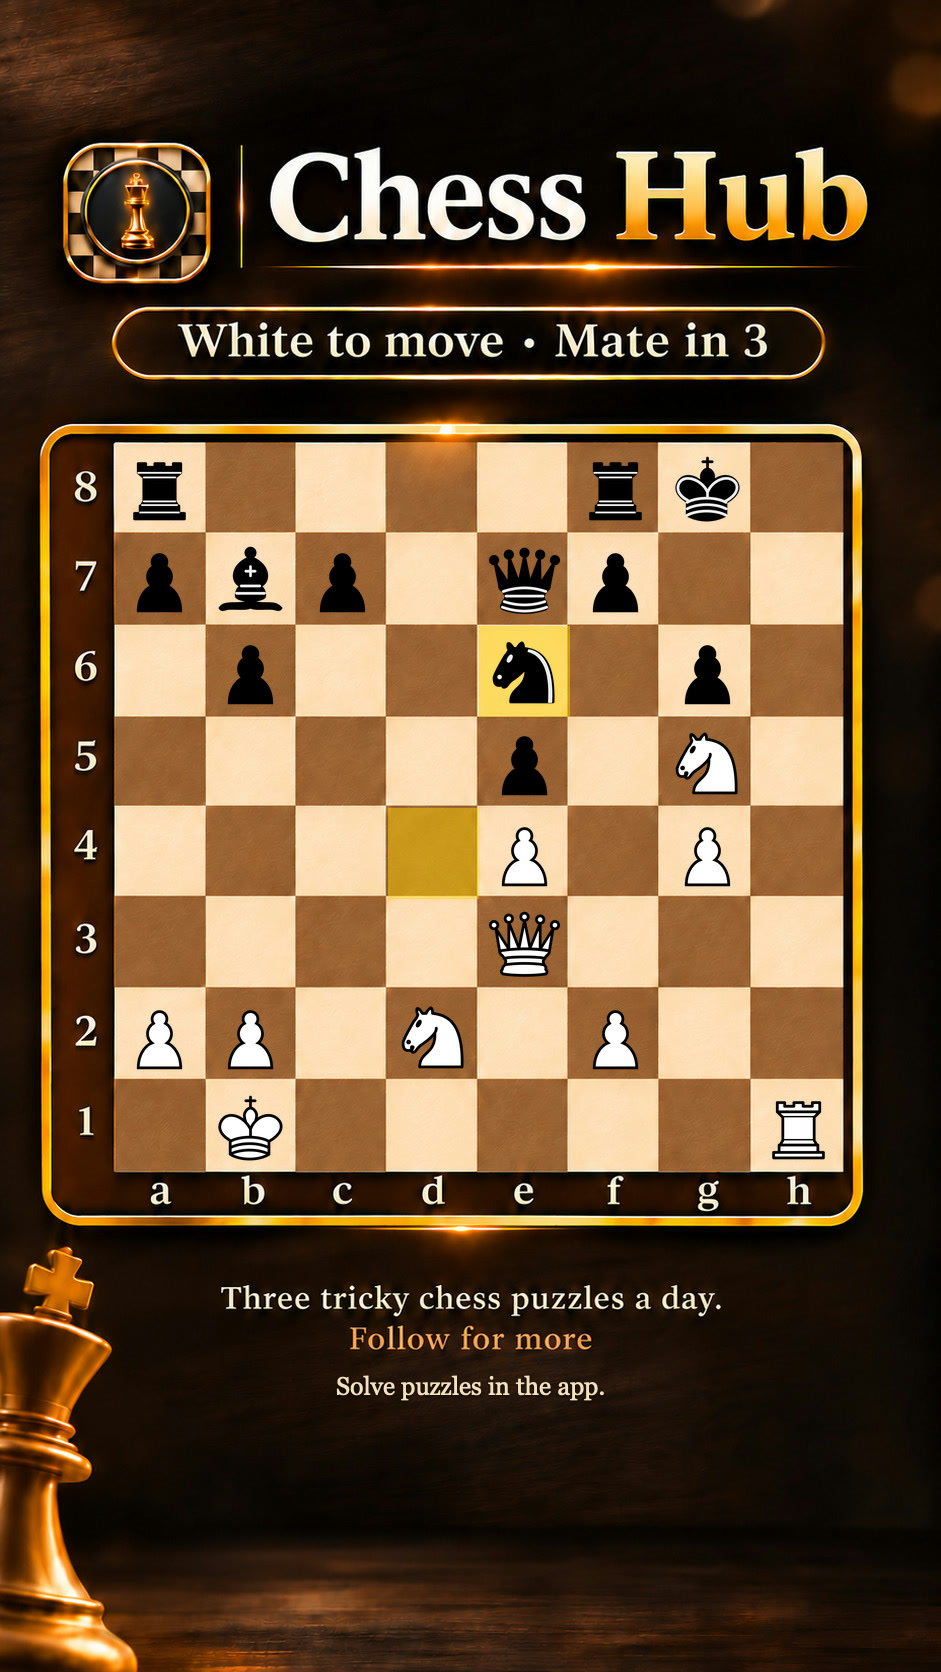 Chess Hub
White to move • Mate in 3
8
7
6
5
4
3
2
1
a b c d e f g h
Three tricky chess puzzles a day.
Follow for more
Solve puzzles in the app.